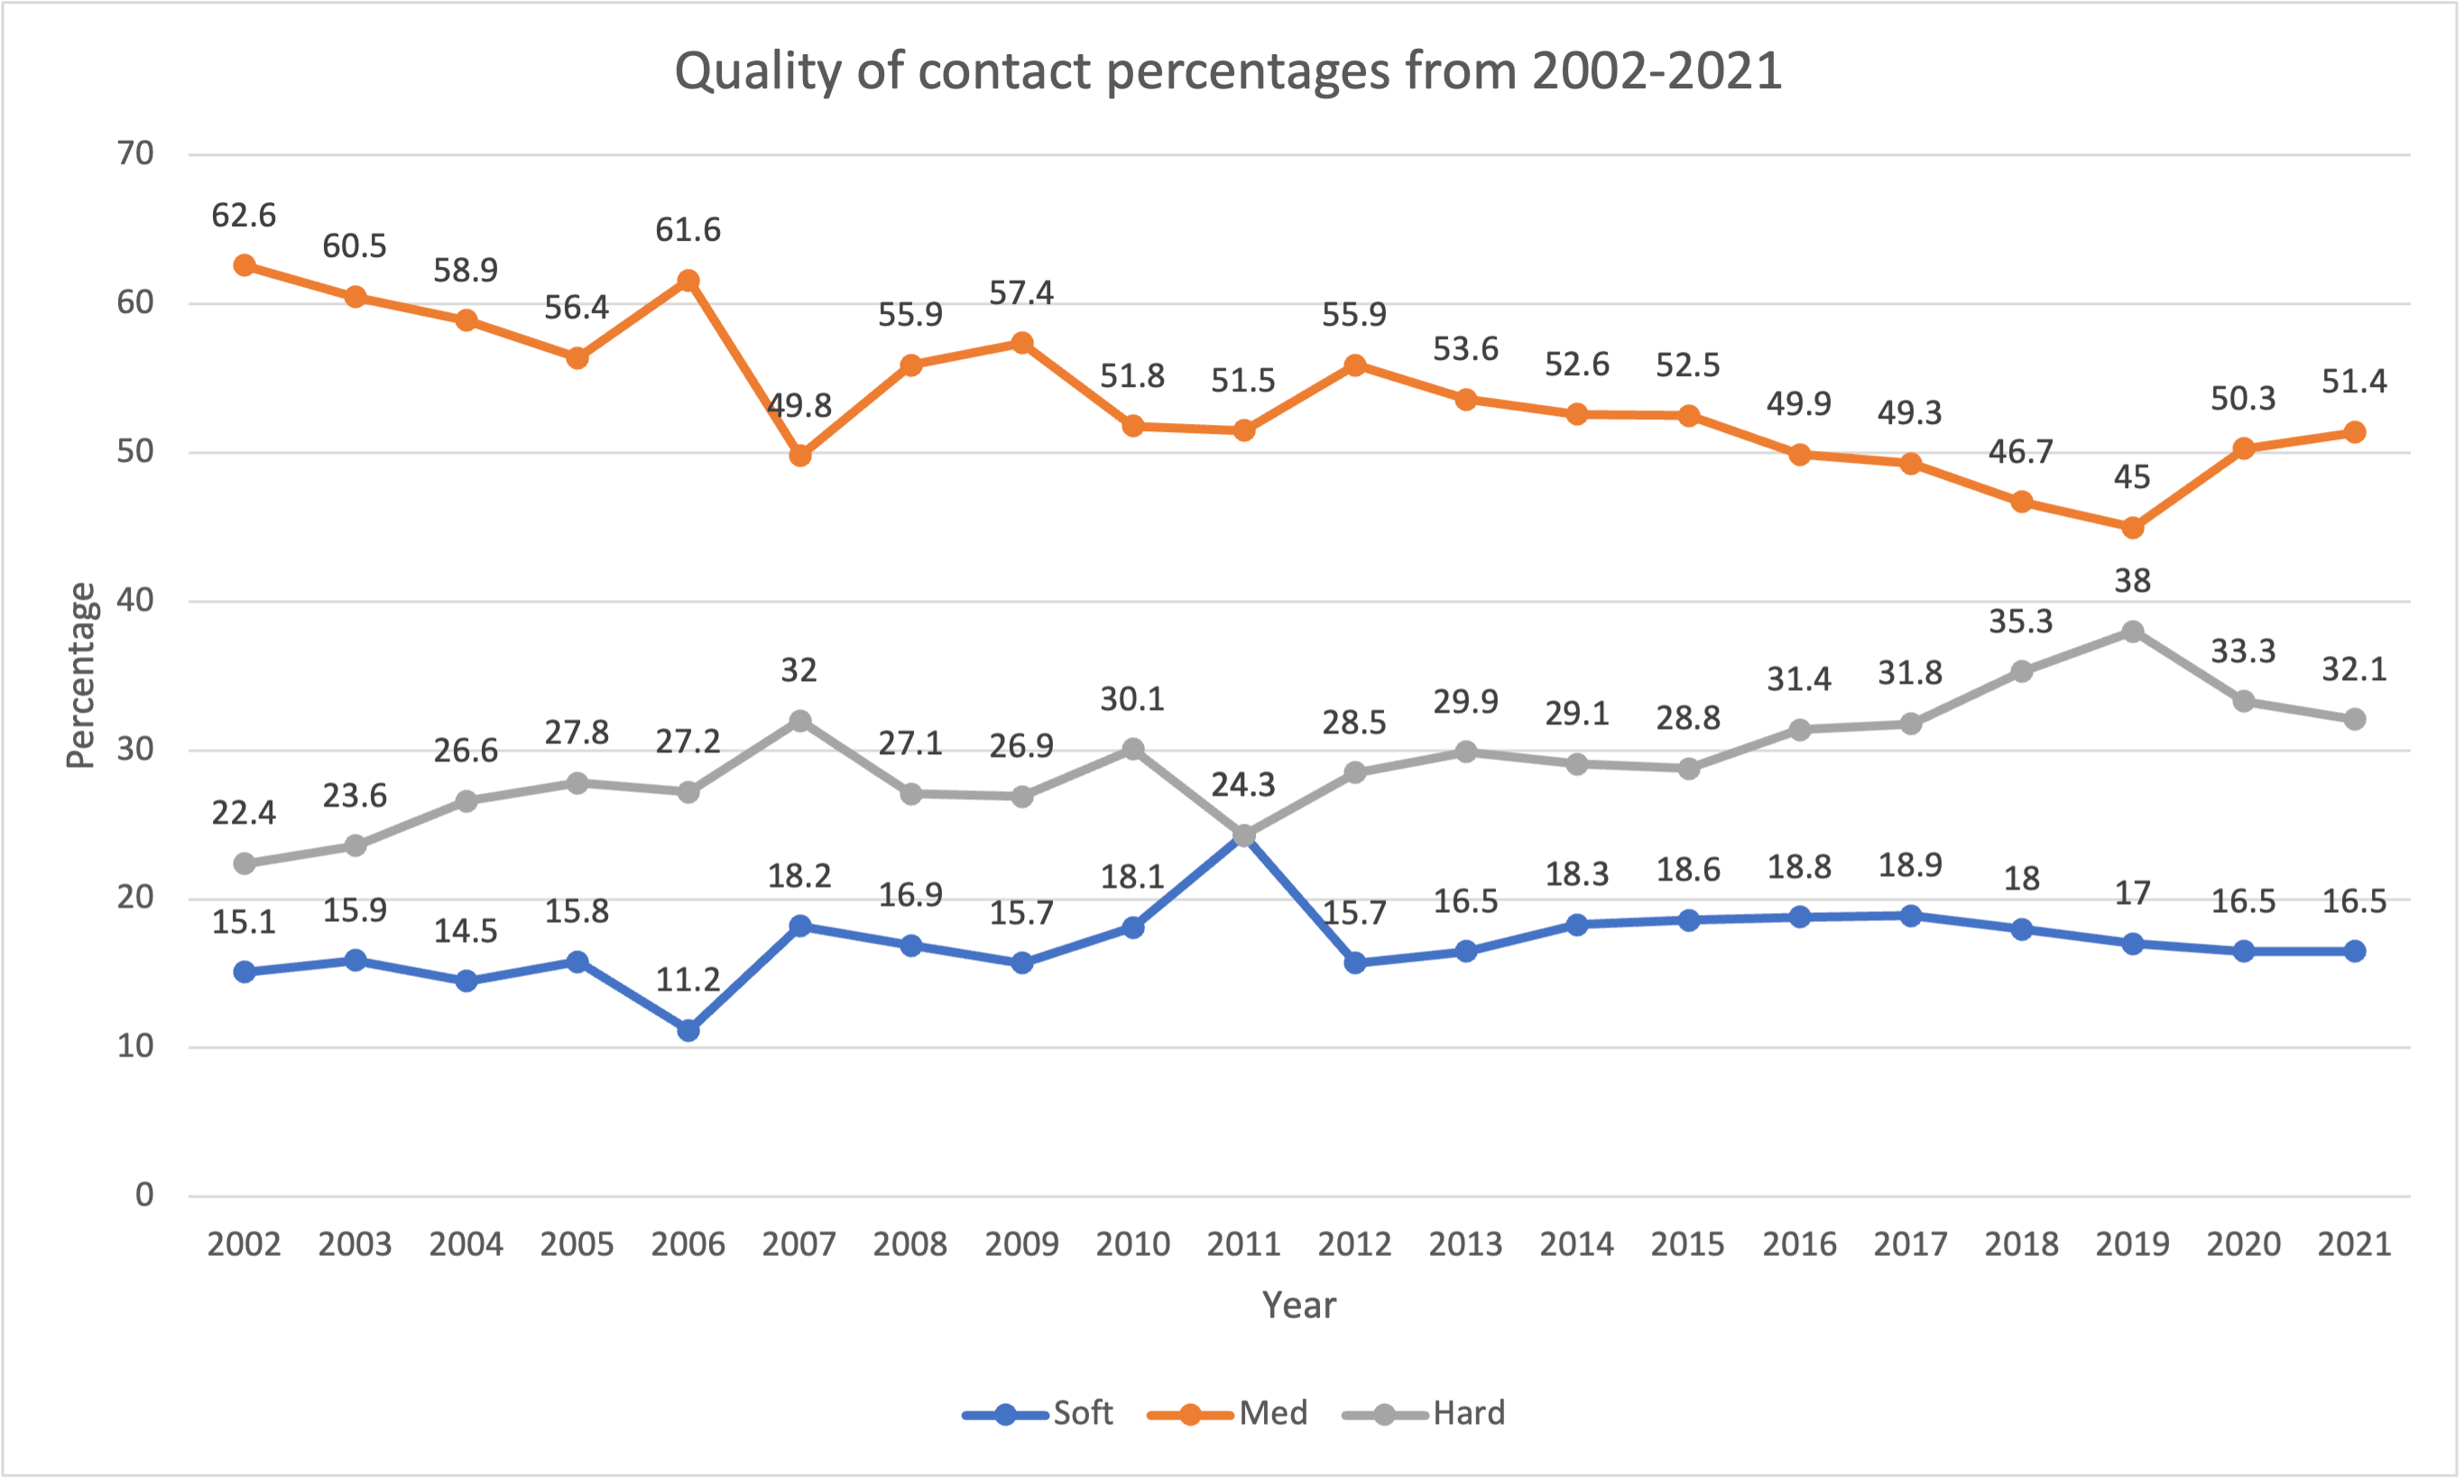 Quality of contact percentages from 2002-2021
70
60
50
40
30
20
10
0
Percentage
62.6 60.5 58.9 56.4 61.6 49.8 55.9 57.4 51.8 51.5 55.9 53.6 52.6 52.5 49.9 49.3 46.7 45 50.3 51.4
22.4 23.6 26.6 27.8 27.2 32 27.1 26.9 30.1 24.3 28.5 29.9 29.1 28.8 31.4 31.8 35.3 38 33.3 32.1
15.1 15.9 14.5 15.8 11.2 18.2 16.9 15.7 18.1 15.7 16.5 18.3 18.6 18.8 18.9 18 17 16.5 16.5
2002 2003 2004 2005 2006 2007 2008 2009 2010 2011 2012 2013 2014 2015 2016 2017 2018 2019 2020 2021
Year
Soft Med Hard